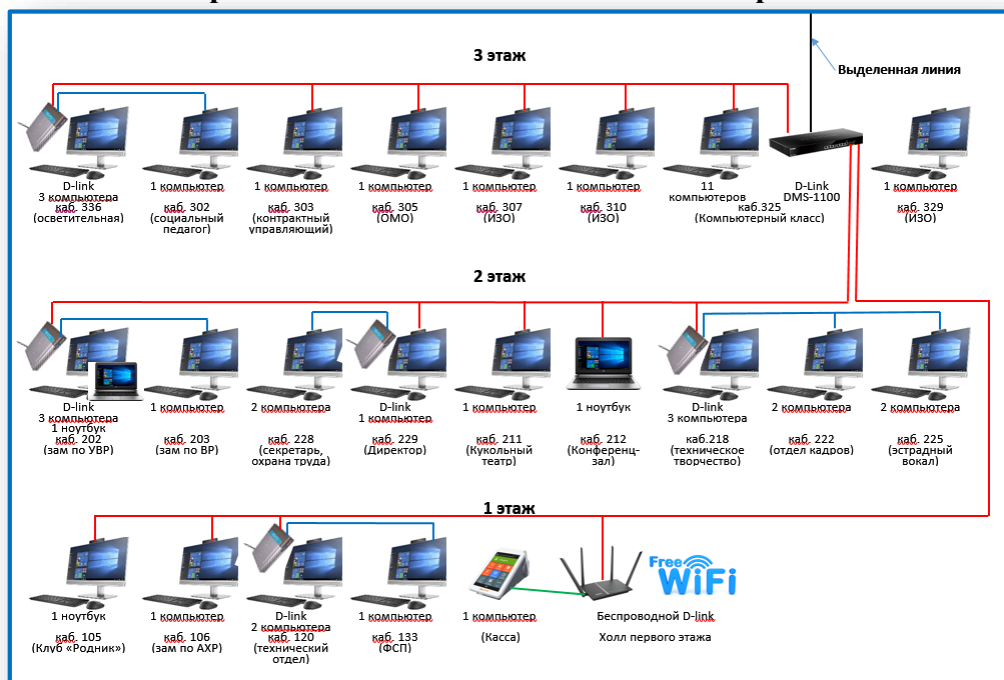 3 этаж
Выделенная линия
D-link
3 компьютера
каб. 336
(осветительная)
1 компьютер
каб. 302
(социальный
педагог)
1 компьютер
каб. 303
(контрактный
управляющий)
1 компьютер
каб. 305
(ОМО)
1 компьютер
каб. 307
(ИЗО)
1 компьютер
каб. 310
(ИЗО)
11
компьютеров
D-Link
DMS-1100
каб.325
(Компьютерный класс)
1 компьютер
каб. 329
(ИЗО)
2 этаж
D-link
3 компьютера
1 ноутбук
каб. 202
(зам по УВР)
1 компьютер
каб. 203
(зам по ВР)
2 компьютера
каб. 228
(секретарь,
охрана труда)
D-link
1 компьютер
каб. 229
(Директор)
1 компьютер
каб. 211
(Кукольный
театр)
1 ноутбук
каб. 212
(Конференц-
зал)
D-link
3 компьютера
каб.218
(техническое
творчество)
2 компьютера
каб. 222
(отдел кадров)
2 компьютера
каб. 225
(эстрадный
вокал)
1 этаж
1 ноутбук
каб. 105
(Клуб «Родник»)
1 компьютер
каб. 106
(зам по АХР)
D-link
2 компьютера
каб. 120
(технический
отдел)
1 компьютер
каб. 133
(ФСП)
1 компьютер
(Касса)
Free
WiFi
Беспроводной D-link
Холл первого этажа